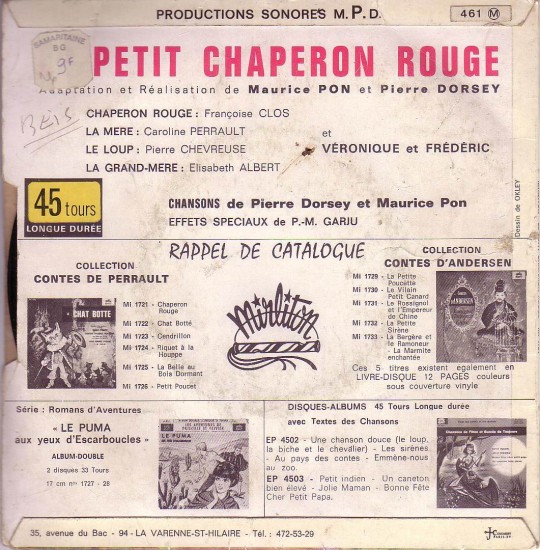 PRODUCTIONS SONORES M.P.D.
461 M
SAMARITAINE
9F
PETIT CHAPERON ROUGE
Adaptation et Réalisation de Maurice PON et Pierre DORSEY
CHAPERON ROUGE : Françoise CLOS
LA MERE : Caroline PERRAULT
et
LE LOUP : Pierre CHEVREUSE
VÉRONIQUE et FRÉDÉRIC
LA GRAND-MERE : Elisabeth ALBERT
Dessin de OKLEY
45 tours
LONGUE DURÉE
CHANSONS de Pierre Dorsey et Maurice Pon
EFFETS SPECIAUX de P.-M. GARJU
RAPPEL DE CATALOGUE
COLLECTION
CONTES DE PERRAULT
CHAT BOTTÉ
Mi 1721 - Chaperon
Rouge
Mi 1722 - Chat Botté
Mi 1723 - Cendrillon
Mi 1724 - Riquet à la
Houppe
Mi 1725 - La Belle au
Bois Dormant
Mi 1726 - Petit Poucet
Mirliton
COLLECTION
CONTES D'ANDERSEN
Mi 1729 - La Petite
Poucette
Mi 1730 - Le Vilain
Petit Canard
Mi 1731 - Le Rossignol
et l'Empereur
de Chine
Mi 1732 - La Petite
Sirène
Mi 1733 - La Bergère et
le Ramoneur
- La Marmite
enchantée
ANDERSEN
Ces 5 titres existent également en
LIVRE-DISQUE 12 PAGES couleurs
sous couverture vinyle
Série : Romans d'Aventures
« LE PUMA
aux yeux d'Escarboucles »
ALBUM-DOUBLE
2 disques 33 Tours
17 cm nos 1727 - 28
LE PUMA
DISQUES-ALBUMS 45 Tours Longue durée
avec Textes des Chansons
EP 4502 - Une chanson douce (le loup,
la biche et le chevalier) - Les sirènes
- Au pays des contes - Emmène-nous
au zoo.
EP 4503 - Petit indien - Un caneton
bien élevé - Jolie Maman - Bonne Fête
Cher Petit Papa.
35, avenue du Bac - 94 - LA VARENNE-ST-HILAIRE - Tél. : 472-53-29